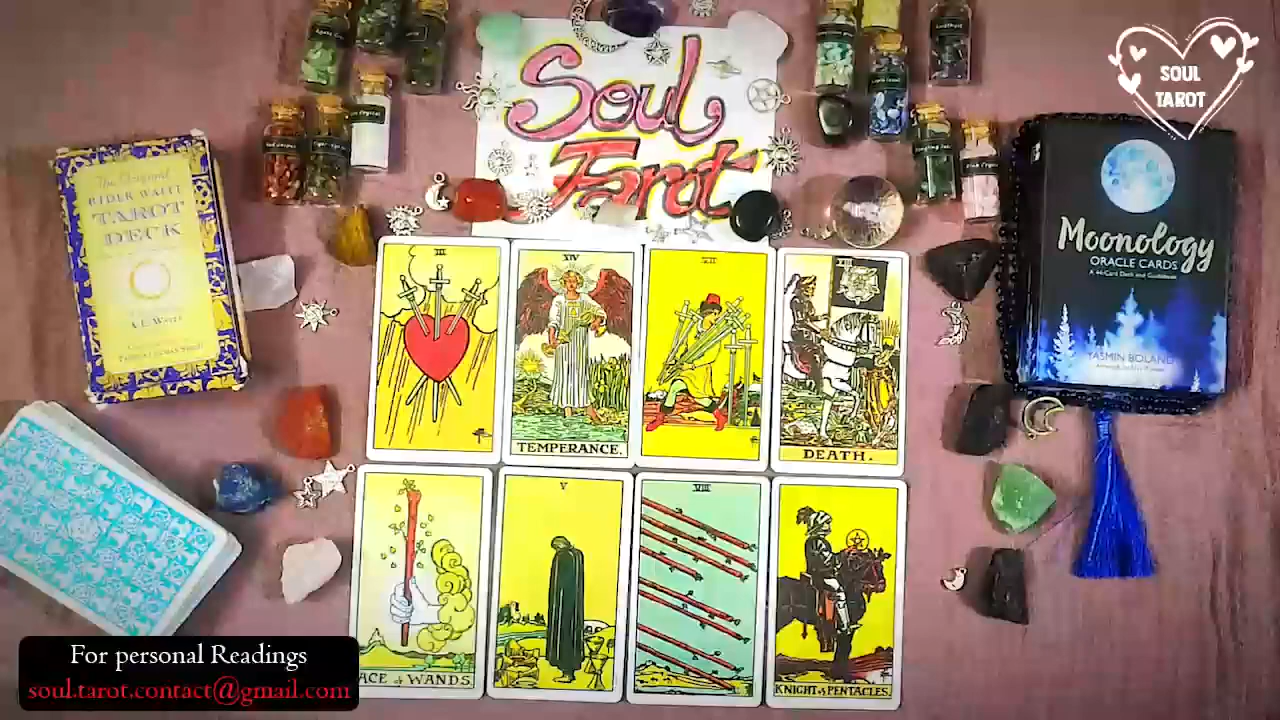 Soul
Tarot
SOUL
TAROT
The Original
RIDER WAITE
TAROT
DECK
A.E. WAITE
Moonology
ORACLE CARDS
A 44-Card Deck and Guidebook
YASMIN BOLAND
III
XIV
TEMPERANCE.
VII
XIII
DEATH.
ACE of WANDS.
V
VIII
KNIGHT of PENTACLES.
For personal Readings
soul.tarot.contact@gmail.com